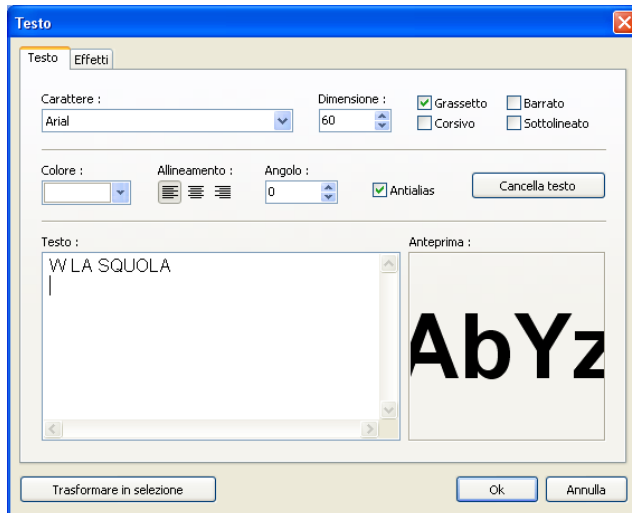 Testo
Testo Effetti
Carattere : Dimensione :
Arial 60 Grassetto Barrato
Corsivo Sottolineato
Colore : Allineamento : Angolo :
0 Antialias Cancella testo
Testo : Anteprima :
W LA SQUOLA
AbYz
Trasformare in selezione Ok Annulla